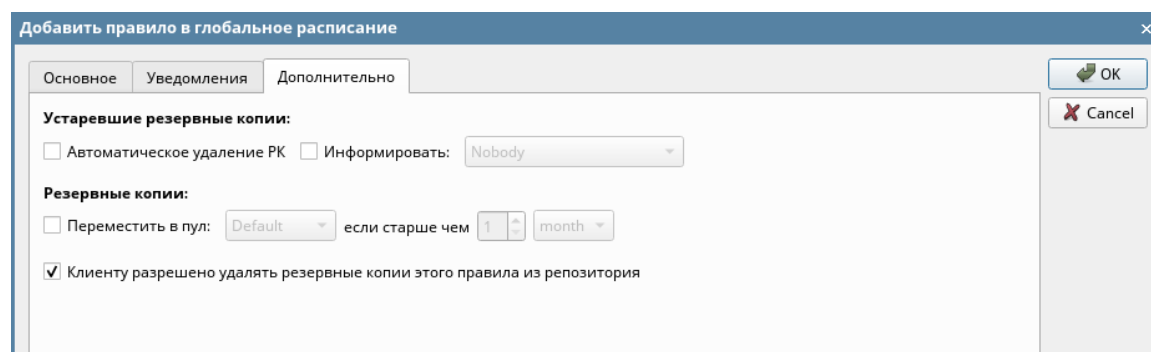 Добавить правило в глобальное расписание
Основное Уведомления Дополнительно
OK
Cancel
Устаревшие резервные копии:
Автоматическое удаление РК Информировать: Nobody
Резервные копии:
Переместить в пул: Default если старше чем 1 month
Клиенту разрешено удалять резервные копии этого правила из репозитория